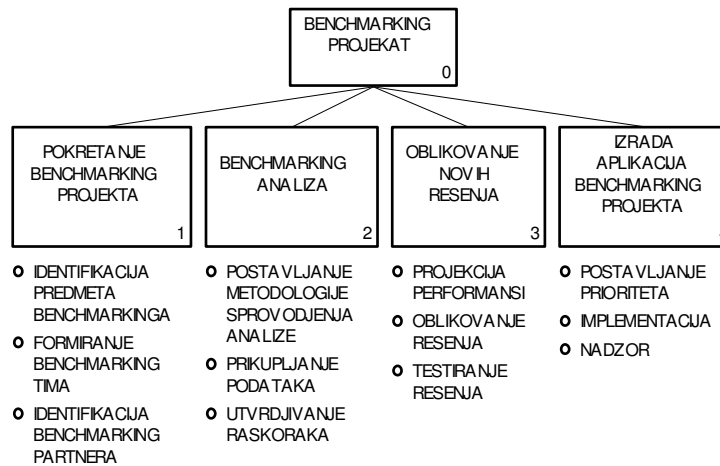 BENCHMARKING
PROJEKAT
0
POKRETANJE
BENCHMARKING
PROJEKTA
1
BENCHMARKING
ANALIZA
2
OBLIKOVANJE
NOVIH
RESENJA
3
IZRADA
APLIKACIJA
BENCHMARKING
PROJEKTA
IDENTIFIKACIJA
PREDMETA
BENCHMARKINGA
FORMIRANJE
BENCHMARKING
TIMA
IDENTIFIKACIJA
BENCHMARKING
PARTNERA
POSTAVLJANJE
METODOLOGIJE
SPROVODJENJA
ANALIZE
PRIKUPLJANJE
PODATAKA
UTVRDJIVANJE
RASKORAKA
PROJEKCIJA
PERFORMANSI
OBLIKOVANJE
RESENJA
TESTIRANJE
RESENJA
POSTAVLJANJE
PRIORITETA
IMPLEMENTACIJA
NADZOR